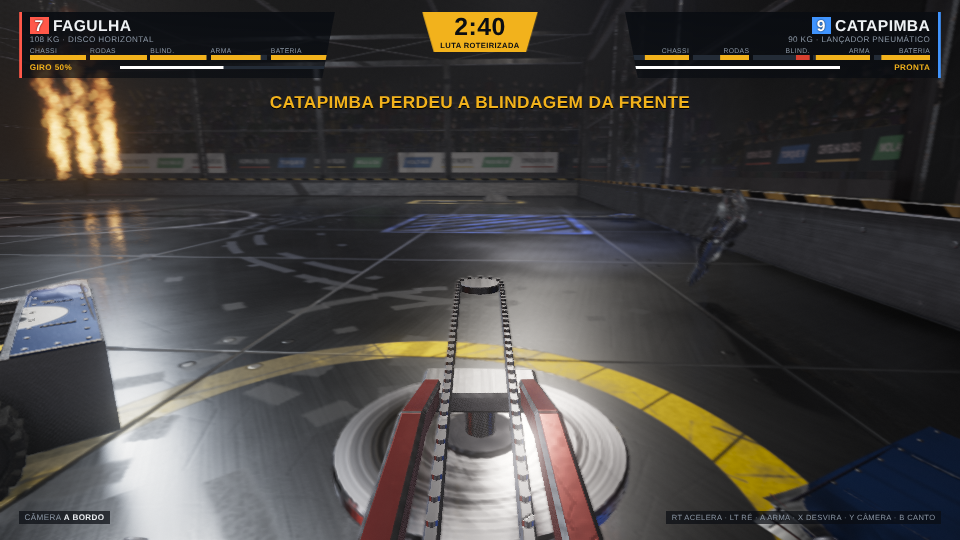 7 FAGULHA
108 KG · DISCO HORIZONTAL
CHASSI RODAS BLIND. ARMA BATERIA
GIRO 50%
2:40
LUTA ROTEIRIZADA
9 CATAPIMBA
90 KG · LANÇADOR PNEUMÁTICO
CHASSI RODAS BLIND. ARMA BATERIA
PRONTA
CATAPIMBA PERDEU A BLINDAGEM DA FRENTE
CÂMERA A BORDO
RT ACELERA · LT RÉ · A ARMA · X DESVIRA · Y CÂMERA · B CANTO